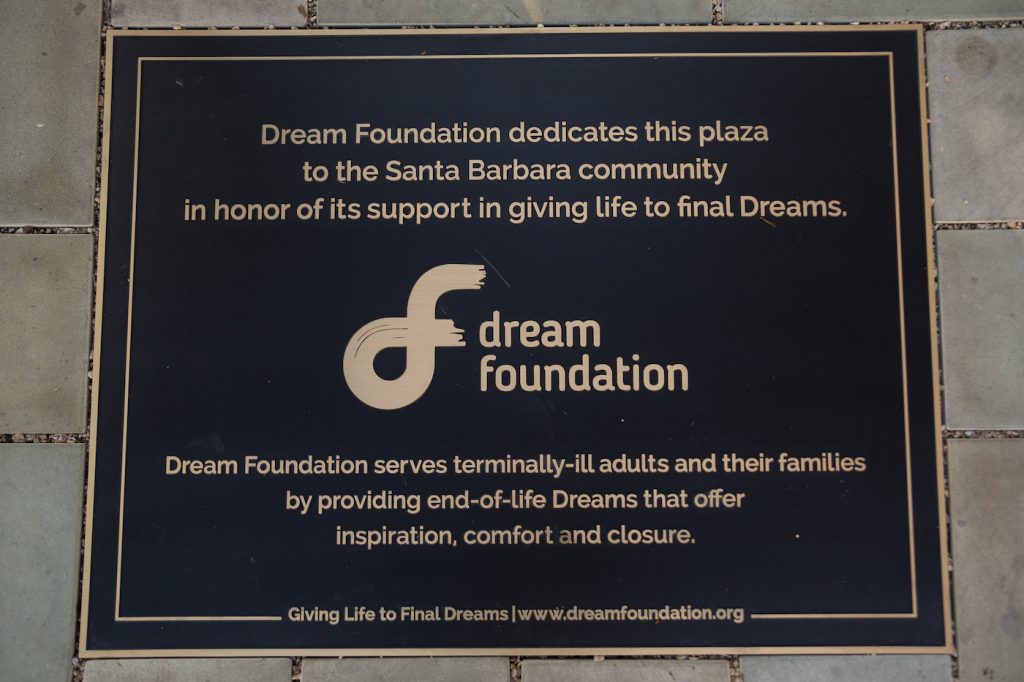 Dream Foundation dedicates this plaza
to the Santa Barbara community
in honor of its support in giving life to final Dreams.
dream
foundation
Dream Foundation serves terminally-ill adults and their families
by providing end-of-life Dreams that offer
inspiration, comfort and closure.
Giving Life to Final Dreams | www.dreamfoundation.org